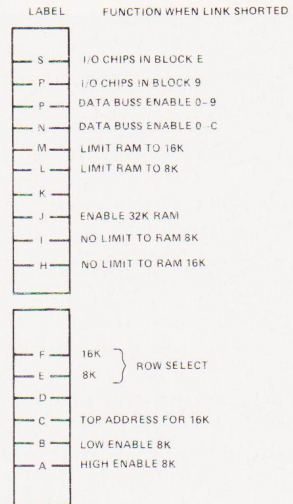 LABEL FUNCTION WHEN LINK SHORTED
S I/O CHIPS IN BLOCK E
P I/O CHIPS IN BLOCK 9
P DATA BUSS ENABLE 0-9
N DATA BUSS ENABLE 0-C
M LIMIT RAM TO 16K
L LIMIT RAM TO 8K
K
J ENABLE 32K RAM
I NO LIMIT TO RAM 8K
H NO LIMIT TO RAM 16K
F 16K
ROW SELECT
E 8K
D
C TOP ADDRESS FOR 16K
B LOW ENABLE 8K
A HIGH ENABLE 8K